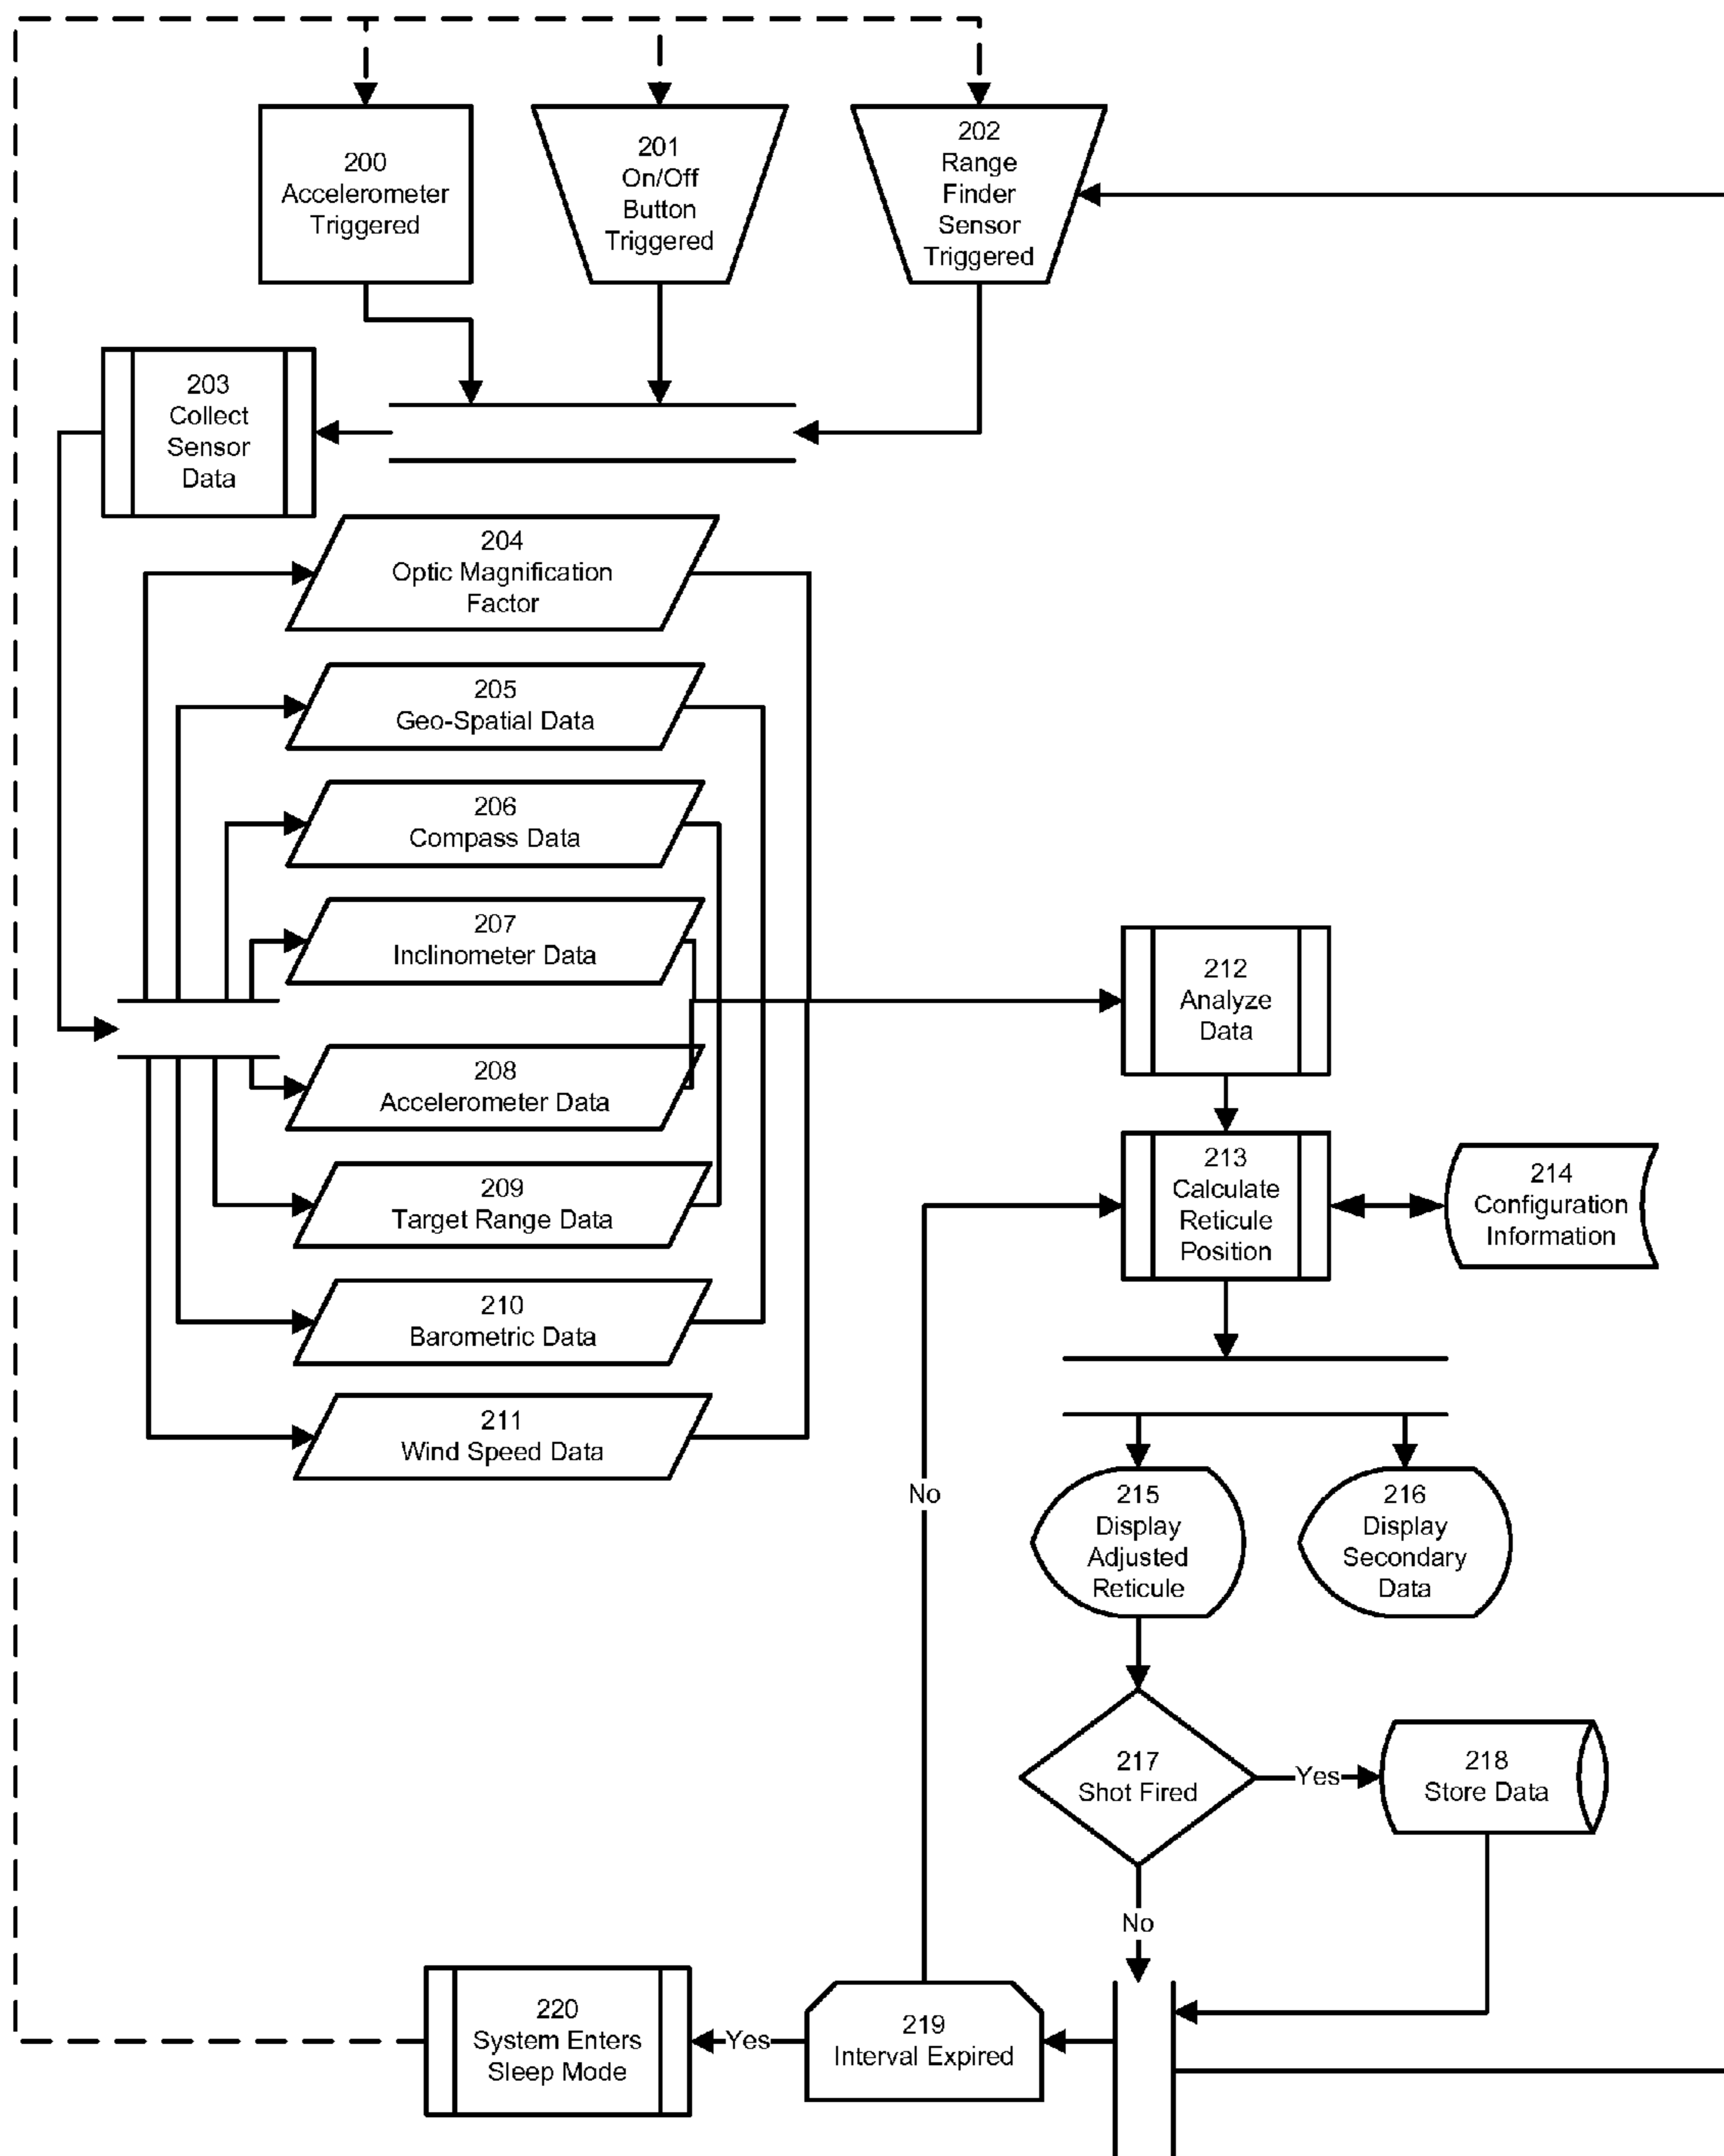 200
Accelerometer
Triggered
201
On/Off
Button
Triggered
202
Range
Finder
Sensor
Triggered
203
Collect
Sensor
Data
204
Optic Magnification
Factor
205
Geo-Spatial Data
206
Compass Data
207
Inclinometer Data
208
Accelerometer Data
209
Target Range Data
210
Barometric Data
211
Wind Speed Data
212
Analyze
Data
213
Calculate
Reticule
Position
214
Configuration
Information
215
Display
Adjusted
Reticule
216
Display
Secondary
Data
No
217
Shot Fired
Yes
218
Store Data
No
219
Interval Expired
Yes
220
System Enters
Sleep Mode